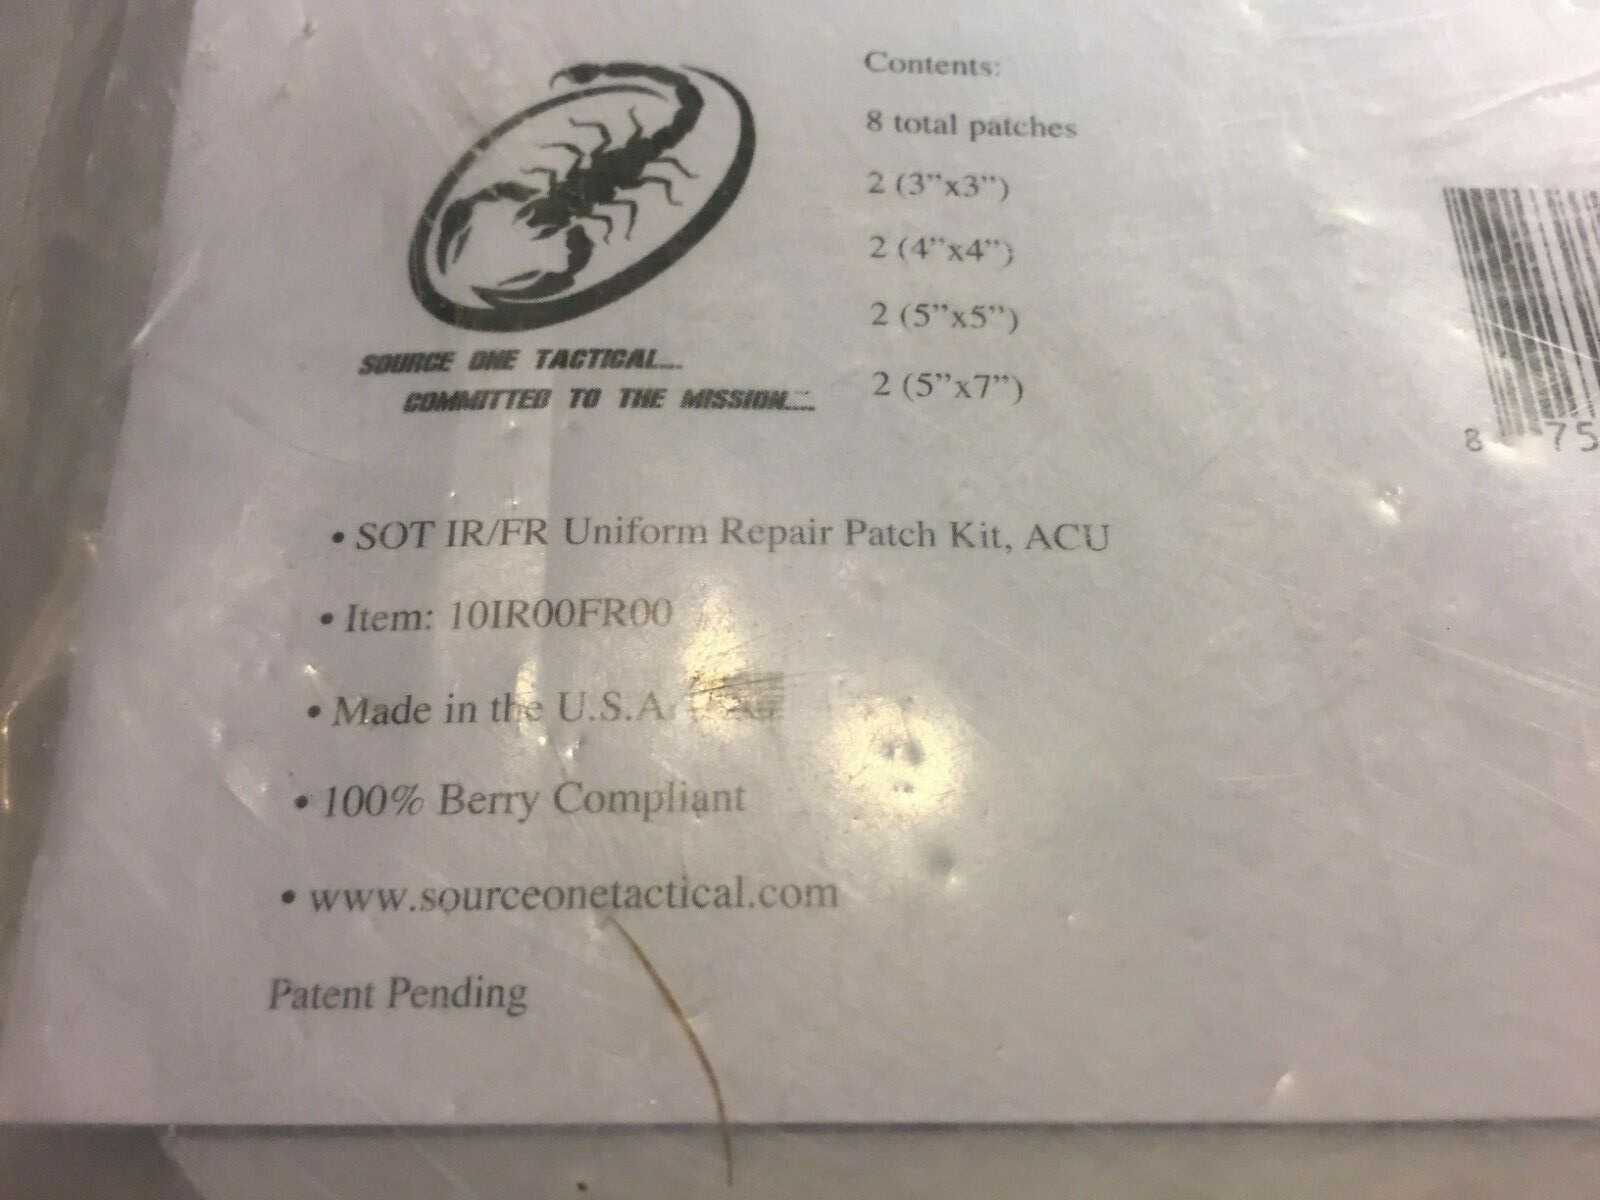 Contents:
8 total patches
2 (3”x3”)
2 (4”x4”)
2 (5”x5”)
2 (5”x7”)
SOURCE ONE TACTICAL....
COMMITTED TO THE MISSION.....
8 75
• SOT IR/FR Uniform Repair Patch Kit, ACU
• Item: 10IR00FR00
• Made in the U.S.A.
• 100% Berry Compliant
• www.sourceonetactical.com
Patent Pending